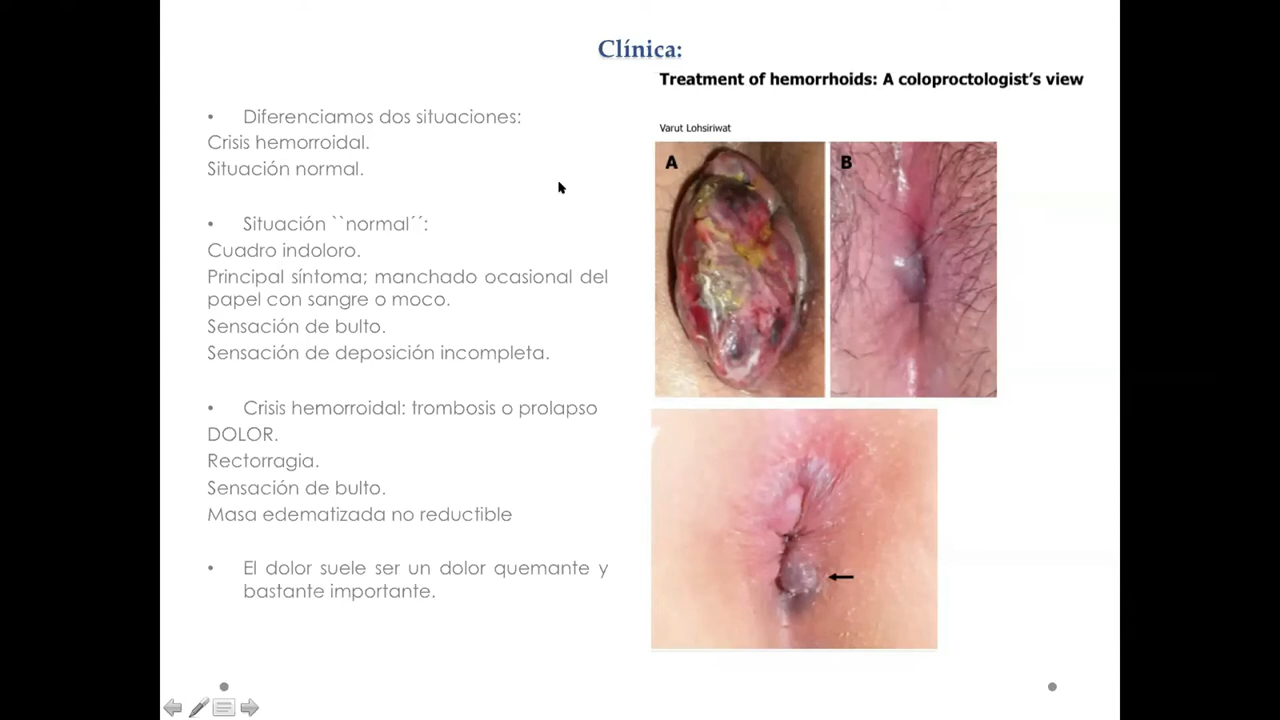 Clínica:
Treatment of hemorrhoids: A coloproctologist's view
Varut Lohsiriwat
A
B
• Diferenciamos dos situaciones:
Crisis hemorroidal.
Situación normal.
• Situación ``normal´´:
Cuadro indoloro.
Principal síntoma; manchado ocasional del
papel con sangre o moco.
Sensación de bulto.
Sensación de deposición incompleta.
• Crisis hemorroidal: trombosis o prolapso
DOLOR.
Rectorragia.
Sensación de bulto.
Masa edematizada no reductible
• El dolor suele ser un dolor quemante y
bastante importante.